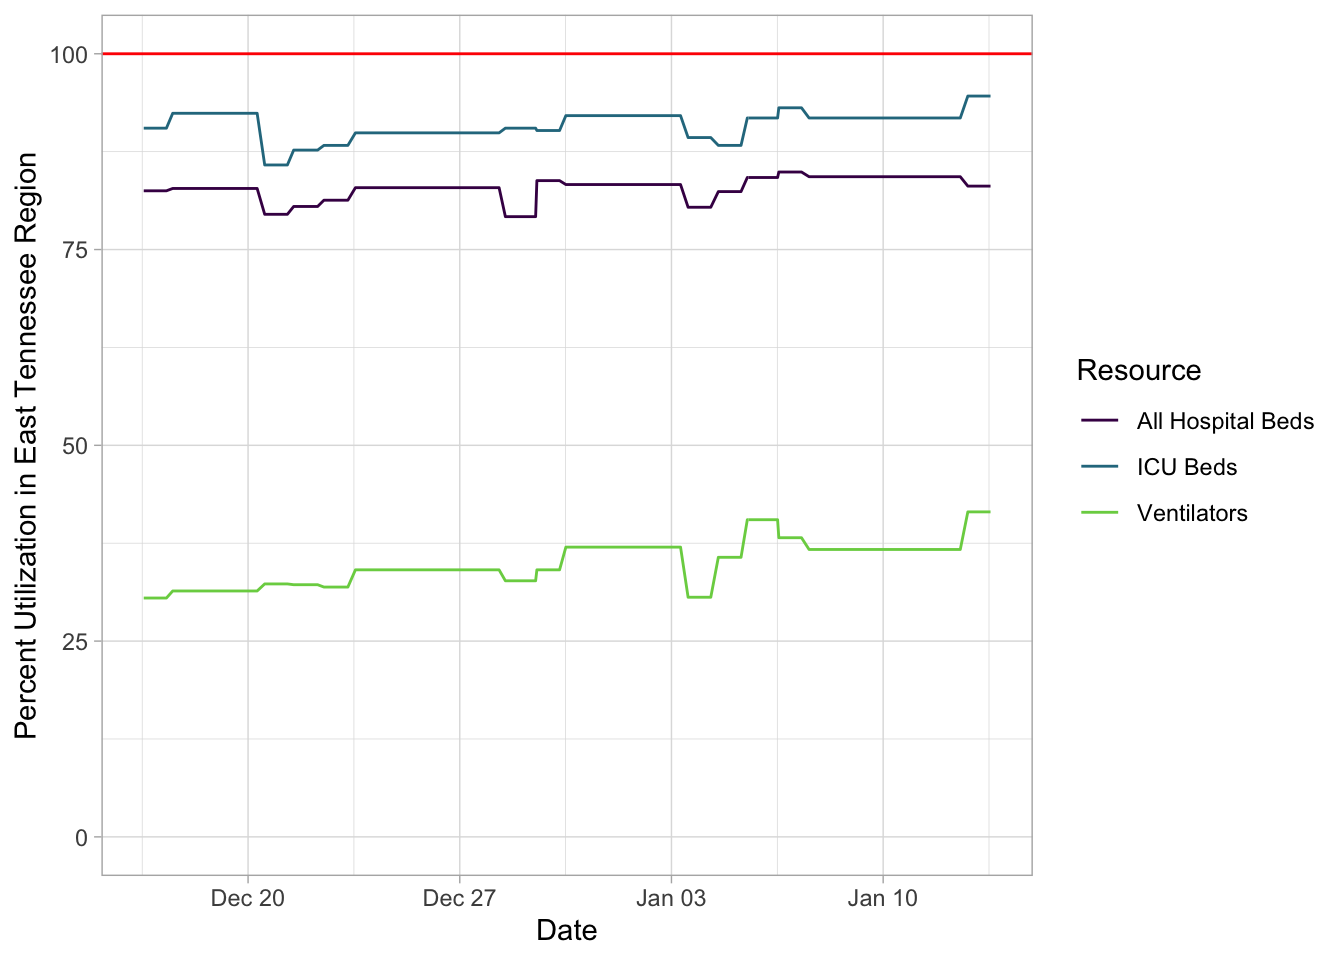 Percent Utilization in East Tennessee Region
100
75
50
25
0
Dec 20
Dec 27
Jan 03
Jan 10
Date
Resource
All Hospital Beds
ICU Beds
Ventilators